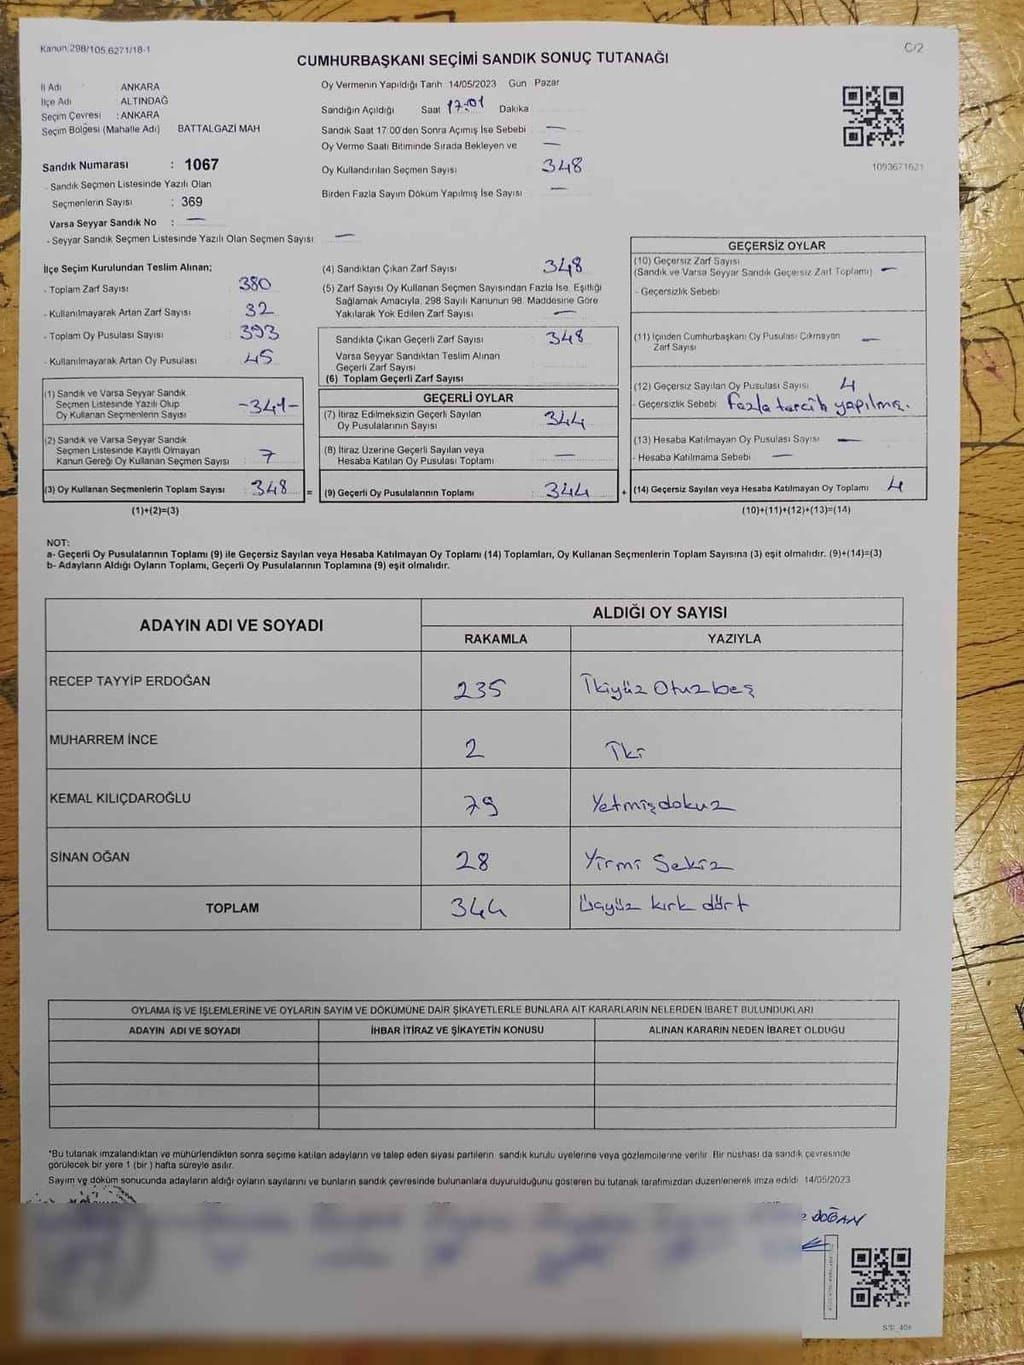 Kanun 298/105,6271/18-1
C/2
CUMHURBAŞKANI SEÇİMİ SANDIK SONUÇ TUTANAĞI
İl Adı ANKARA
İlçe Adı ALTINDAĞ
Seçim Çevresi : ANKARA
Seçim Bölgesi (Mahalle Adı) BATTALGAZİ MAH
Oy Vermenin Yapıldığı Tarih 14/05/2023 Gün Pazar
Sandığın Açıldığı Saat 17:01 Dakika
Sandık Saat 17:00'den Sonra Açımış İse Sebebi —
Oy Verme Saati Bitiminde Sırada Bekleyen ve —
Oy Kullandırılan Seçmen Sayısı 348
Birden Fazla Sayım Döküm Yapılmış İse Sayısı —
1093671621
Sandık Numarası : 1067
- Sandık Seçmen Listesinde Yazılı Olan
Seçmenlerin Sayısı : 369
Varsa Seyyar Sandık No : —
- Seyyar Sandık Seçmen Listesinde Yazılı Olan Seçmen Sayısı —
İlçe Seçim Kurulundan Teslim Alınan;
- Toplam Zarf Sayısı 380
- Kullanılmayarak Artan Zarf Sayısı 32
- Toplam Oy Pusulası Sayısı 393
- Kullanılmayarak Artan Oy Pusulası 45
(1) Sandık ve Varsa Seyyar Sandık
Seçmen Listesinde Yazılı Olup
Oy Kullanan Seçmenlerin Sayısı -341-
(2) Sandık ve Varsa Seyyar Sandık
Seçmen Listesinde Kayıtlı Olmayan
Kanun Gereği Oy Kullanan Seçmen Sayısı 7
(3) Oy Kullanan Seçmenlerin Toplam Sayısı 348 =
(1)+(2)=(3)
(4) Sandıktan Çıkan Zarf Sayısı 348
(5) Zarf Sayısı Oy Kullanan Seçmen Sayısından Fazla İse, Eşitliği
Sağlamak Amacıyla, 298 Sayılı Kanunun 98. Maddesine Göre
Yakılarak Yok Edilen Zarf Sayısı —
Sandıkta Çıkan Geçerli Zarf Sayısı 348
Varsa Seyyar Sandıktan Teslim Alınan
Geçerli Zarf Sayısı
(6) Toplam Geçerli Zarf Sayısı
GEÇERLİ OYLAR
(7) İtiraz Edilmeksizin Geçerli Sayılan
Oy Pusulalarının Sayısı 344
(8) İtiraz Üzerine Geçerli Sayılan veya
Hesaba Katılan Oy Pusulası Toplamı —
(9) Geçerli Oy Pusulalarının Toplamı : 344 +
GEÇERSİZ OYLAR
(10) Geçersiz Zarf Sayısı
(Sandık ve Varsa Seyyar Sandık Geçersiz Zarf Toplamı) —
- Geçersizlik Sebebi
(11) İçinden Cumhurbaşkanı Oy Pusulası Çıkmayan
Zarf Sayısı —
(12) Geçersiz Sayılan Oy Pusulası Sayısı 4
- Geçersizlik Sebebi Fazla tercih yapılmış.
(13) Hesaba Katılmayan Oy Pusulası Sayısı —
- Hesaba Katılmama Sebebi —
(14) Geçersiz Sayılan veya Hesaba Katılmayan Oy Toplamı 4
(10)+(11)+(12)+(13)=(14)
NOT:
a- Geçerli Oy Pusulalarının Toplamı (9) ile Geçersiz Sayılan veya Hesaba Katılmayan Oy Toplamı (14) Toplamları, Oy Kullanan Seçmenlerin Toplam Sayısına (3) eşit olmalıdır. (9)+(14)=(3)
b- Adayların Aldığı Oyların Toplamı, Geçerli Oy Pusulalarının Toplamına (9) eşit olmalıdır.
ADAYIN ADI VE SOYADI ALDIĞI OY SAYISI
RAKAMLA YAZIYLA
RECEP TAYYİP ERDOĞAN 235 İkiyüz Otuzbeş
MUHARREM İNCE 2 İki
KEMAL KILIÇDAROĞLU 79 Yetmişdokuz
SİNAN OĞAN 28 Yirmi Sekiz
TOPLAM 344 Üçyüz kırk dört
OYLAMA İŞ VE İŞLEMLERİNE VE OYLARIN SAYIM VE DÖKÜMÜNE DAİR ŞİKAYETLERLE BUNLARA AİT KARARLARIN NELERDEN İBARET BULUNDUKLARI
ADAYIN ADI VE SOYADI İHBAR İTİRAZ VE ŞİKAYETİN KONUSU ALINAN KARARIN NEDEN İBARET OLDUĞU
*Bu tutanak imzalandıktan ve mühürlendikten sonra seçime katılan adayların ve talep eden siyasi partilerin sandık kurulu üyelerine veya gözlemcilerine verilir. Bir nüshası da sandık çevresinde
görülecek bir yere 1 (bir) hafta süreyle asılır.
Sayım ve döküm sonucunda adayların aldığı oyların sayılarını ve bunların sandık çevresinde bulunanlara duyurulduğunu gösteren bu tutanak tarafımızdan düzenlenerek imza edildi 14/05/2023
DOĞAN